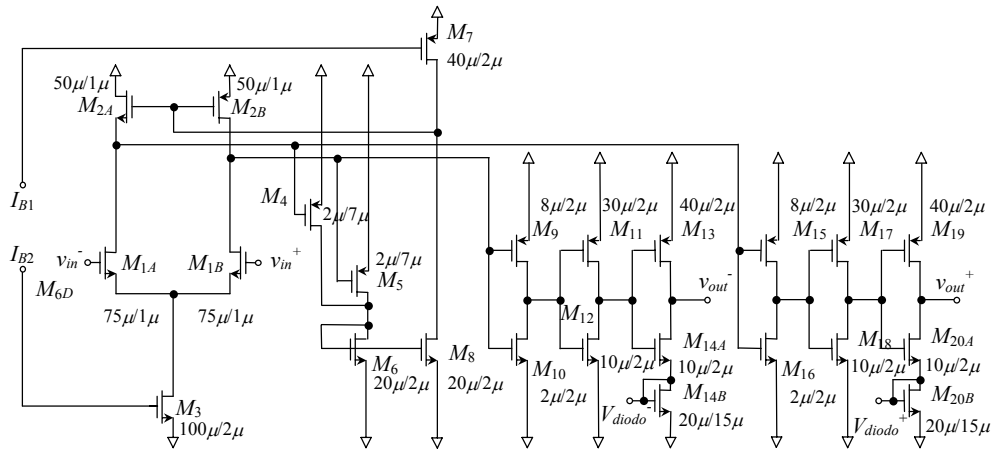 M7
40μ/2μ
50μ/1μ
50μ/1μ
M2A
M2B
IB1
M4
2μ/7μ
8μ/2μ
30μ/2μ
40μ/2μ
M9
M11
M13
8μ/2μ
30μ/2μ
40μ/2μ
M15
M17
M19
IB2
vin-
M1A
M1B
vin+
2μ/7μ
M5
M6D
75μ/1μ
75μ/1μ
vout-
vout+
M12
M6
20μ/2μ
M8
20μ/2μ
M10
2μ/2μ
10μ/2μ
M14A
10μ/2μ
M14B
Vdiodo-
20μ/15μ
M16
2μ/2μ
M18
10μ/2μ
M20A
10μ/2μ
M20B
Vdiodo+
20μ/15μ
M3
100μ/2μ